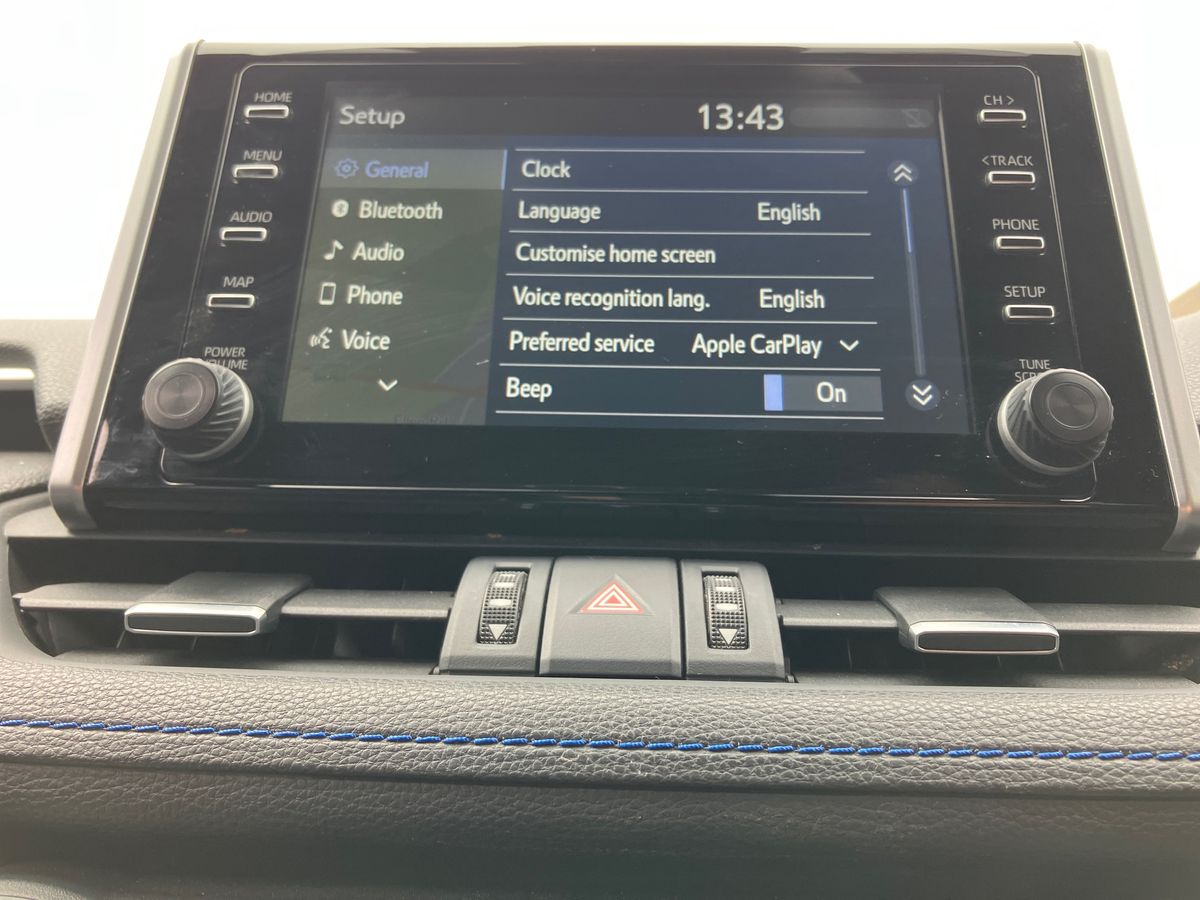 HOME
MENU
AUDIO
MAP
POWER
VOLUME
Setup 13:43
General
Bluetooth
Audio
Phone
Voice
Clock
Language English
Customise home screen
Voice recognition lang. English
Preferred service Apple CarPlay
Beep On
CH >
< TRACK
PHONE
SETUP
TUNE